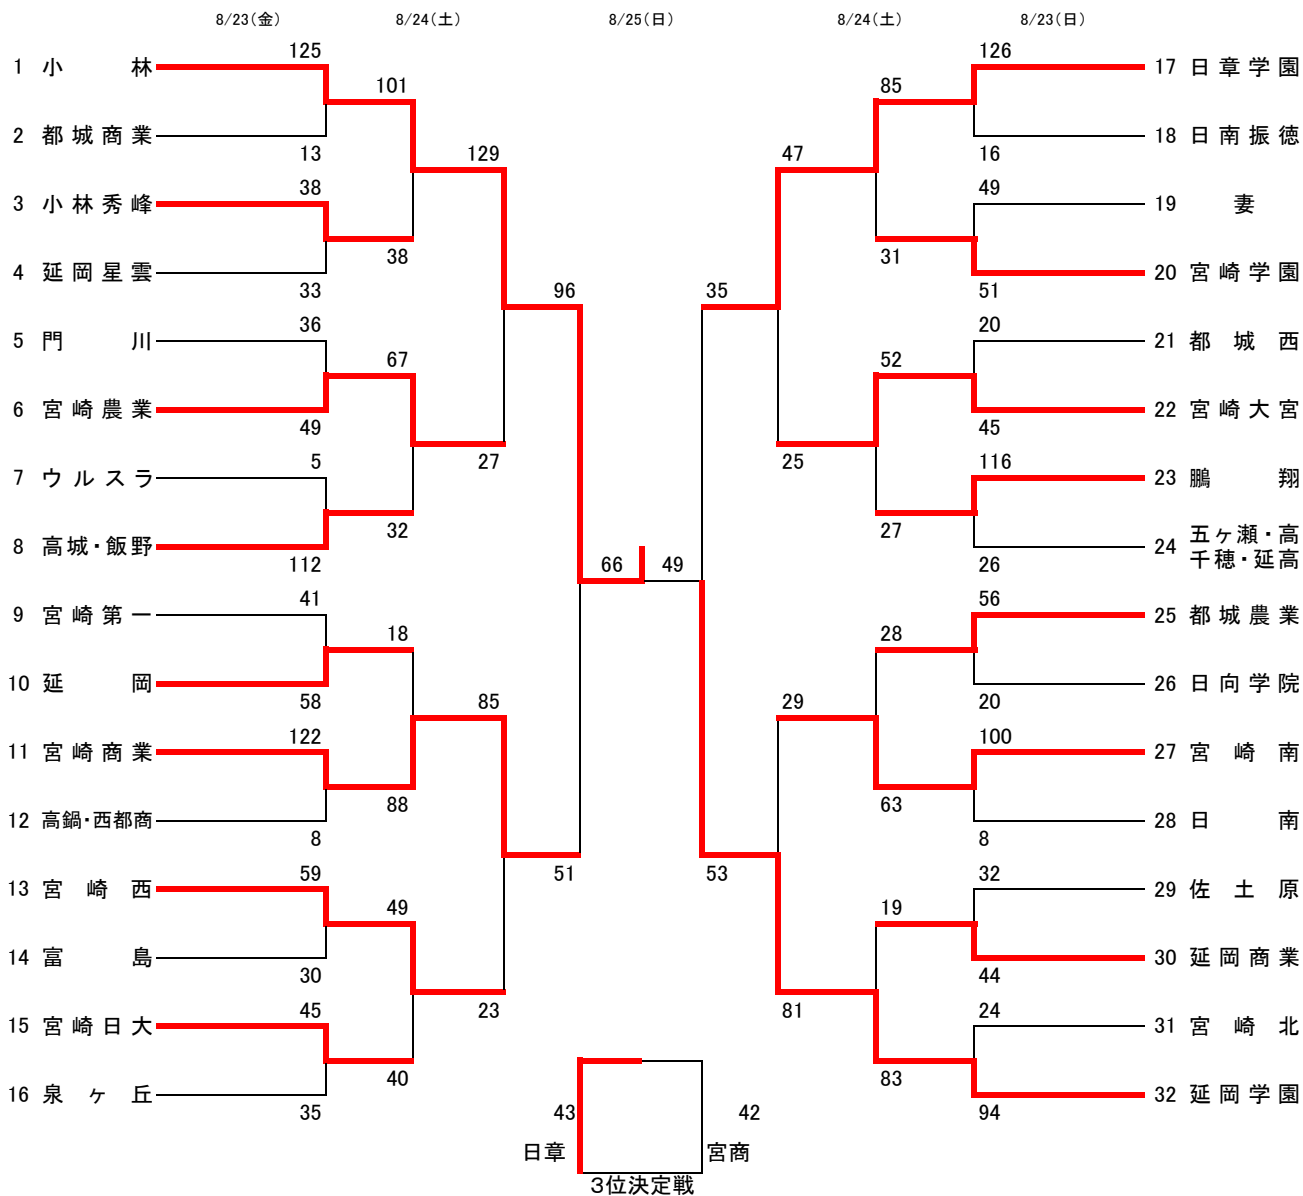 8/23(金) 8/24(土) 8/25(日) 8/24(土) 8/23(日)
125 126
1 小林 17 日章学園
101 85
2 都城商業 18 日南振徳
13 129 47 16
38 49
3 小林秀峰 19 妻
38 31
4 延岡星雲 20 宮崎学園
33 96 35 51
36 20
5 門川 21 都城西
67 52
6 宮崎農業 22 宮崎大宮
49 45
5 27 25 116
7 ウルスラ 23 鵬翔
32 27
8 高城・飯野 24 五ヶ瀬・高
千穂・延高
112 66 49 26
41 56
9 宮崎第一 25 都城農業
18 28
10 延岡 26 日向学院
58 85 29 20
122 100
11 宮崎商業 27 宮崎南
88 63
12 高鍋・西都商 28 日南
8 8
59 51 53 32
13 宮崎西 29 佐土原
49 19
14 富島 30 延岡商業
30 44
45 23 81 24
15 宮崎日大 31 宮崎北
40 83
16 泉ヶ丘 32 延岡学園
35 43 42 94
日章 宮商
3位決定戦